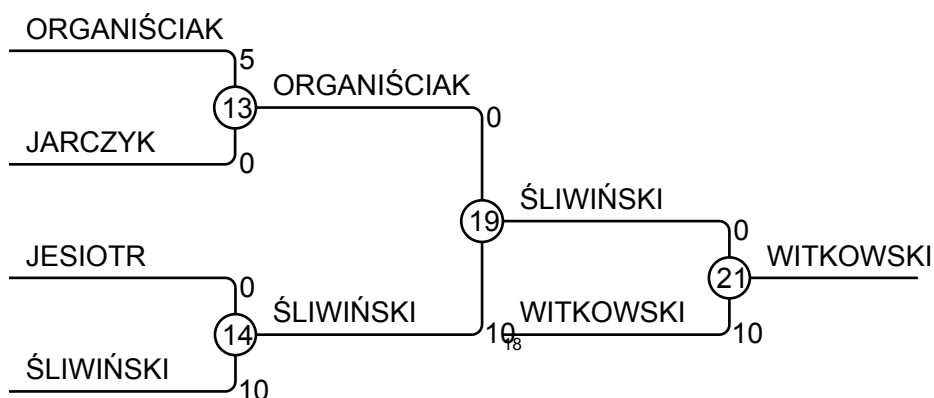 ORGANIŚCIAK
5
13
ORGANIŚCIAK
0
JARCZYK
0
19
ŚLIWIŃSKI
0
JESIOTR
0
21
WITKOWSKI
14
ŚLIWIŃSKI
10
18
WITKOWSKI
10
ŚLIWIŃSKI
10